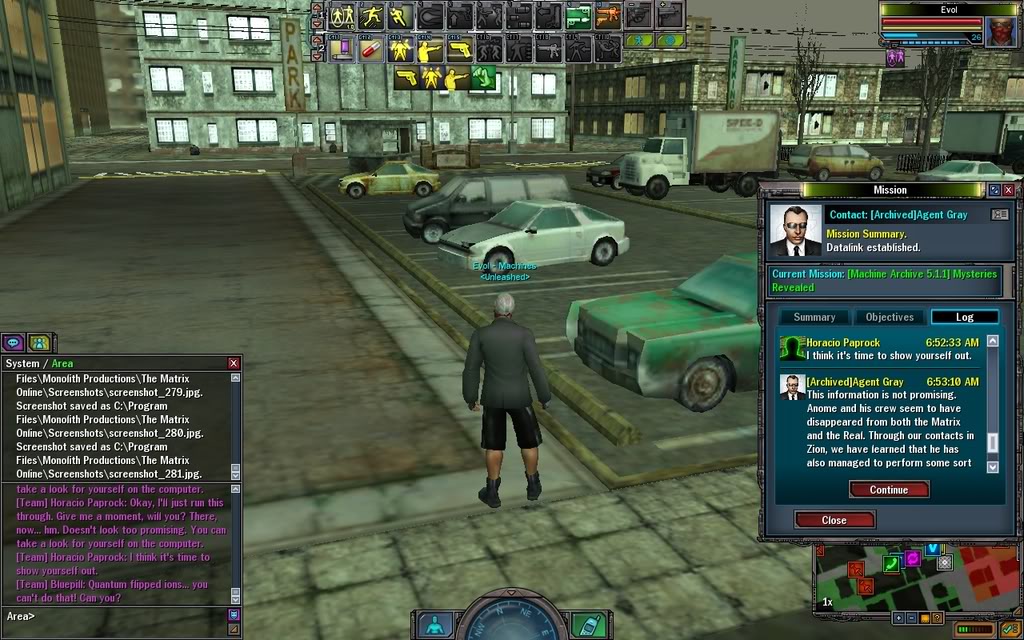 Evol
26
PARK
PARKING
SPEE-D
Evol - Machines
<Unleashed>
Mission
Contact: [Archived]Agent Gray
Mission Summary.
Datalink established.
Current Mission: [Machine Archive 5.1.1] Mysteries
Revealed
Summary
Objectives
Log
Horacio Paprock
6:52:33 AM
I think it's time to show yourself out.
[Archived]Agent Gray
6:53:10 AM
This information is not promising.
Anome and his crew seem to have
disappeared from both the Matrix
and the Real. Through our contacts in
Zion, we have learned that he has
also managed to perform some sort
Continue
Close
System / Area
Files\Monolith Productions\The Matrix
Online\Screenshots\screenshot_279.jpg.
Screenshot saved as C:\Program
Files\Monolith Productions\The Matrix
Online\Screenshots\screenshot_280.jpg.
Screenshot saved as C:\Program
Files\Monolith Productions\The Matrix
Online\Screenshots\screenshot_281.jpg.
take a look for yourself on the computer.
[Team] Horacio Paprock: Okay, I'll just run this
through. Give me a moment, will you? There,
now... hm. Doesn't look too promising. You can
take a look for yourself on the computer.
[Team] Horacio Paprock: I think it's time to
show yourself out.
[Team] Bluepill: Quantum flipped ions... you
can't do that! Can you?
Area>
NW
N
NE
E
1x